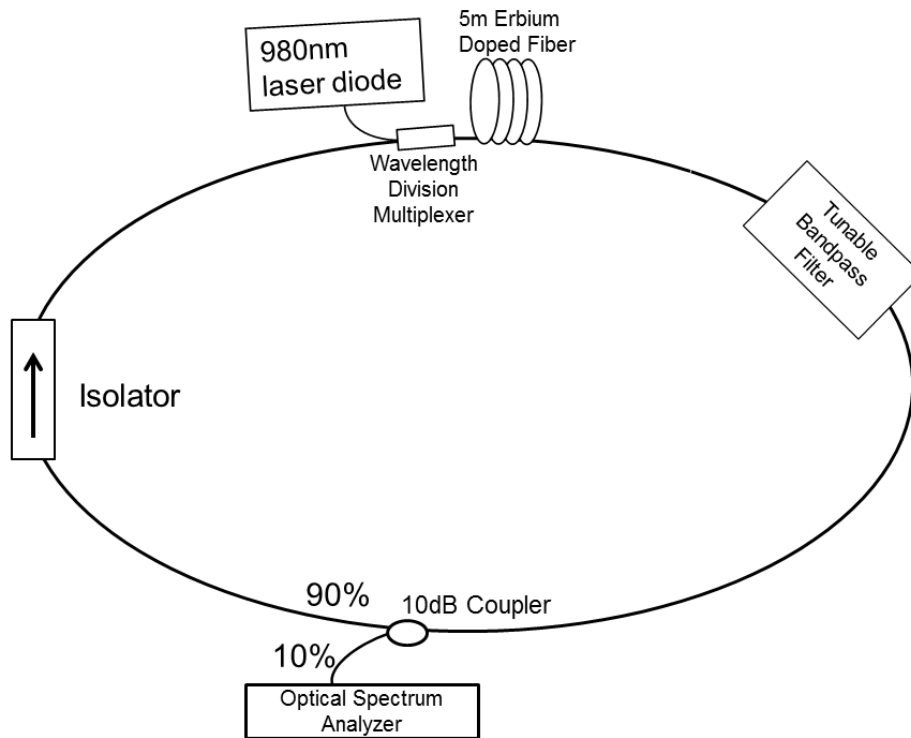 5m Erbium
Doped Fiber
980nm
laser diode
Wavelength
Division
Multiplexer
Tunable
Bandpass
Filter
Isolator
90%
10dB Coupler
10%
Optical Spectrum
Analyzer